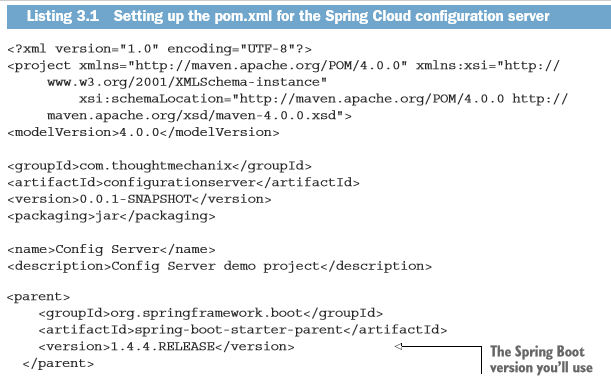 Listing 3.1 Setting up the pom.xml for the Spring Cloud configuration server
<?xml version="1.0" encoding="UTF-8"?>
<project xmlns="http://maven.apache.org/POM/4.0.0" xmlns:xsi="http://
www.w3.org/2001/XMLSchema-instance"
xsi:schemaLocation="http://maven.apache.org/POM/4.0.0 http://
maven.apache.org/xsd/maven-4.0.0.xsd">
<modelVersion>4.0.0</modelVersion>
<groupId>com.thoughtmechanix</groupId>
<artifactId>configurationserver</artifactId>
<version>0.0.1-SNAPSHOT</version>
<packaging>jar</packaging>
<name>Config Server</name>
<description>Config Server demo project</description>
<parent>
<groupId>org.springframework.boot</groupId>
<artifactId>spring-boot-starter-parent</artifactId>
<version>1.4.4.RELEASE</version>
</parent>
The Spring Boot
version you'll use